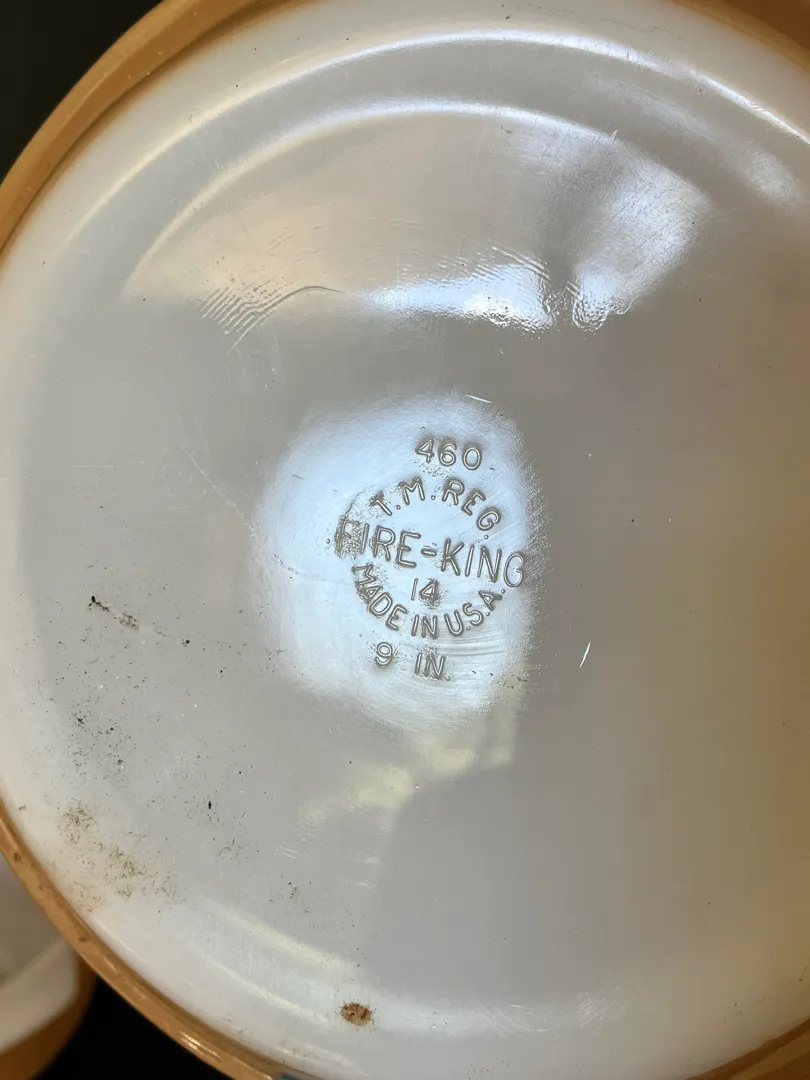 460
T.M. REG.
FIRE-KING
14
MADE IN U.S.A.
9 IN.